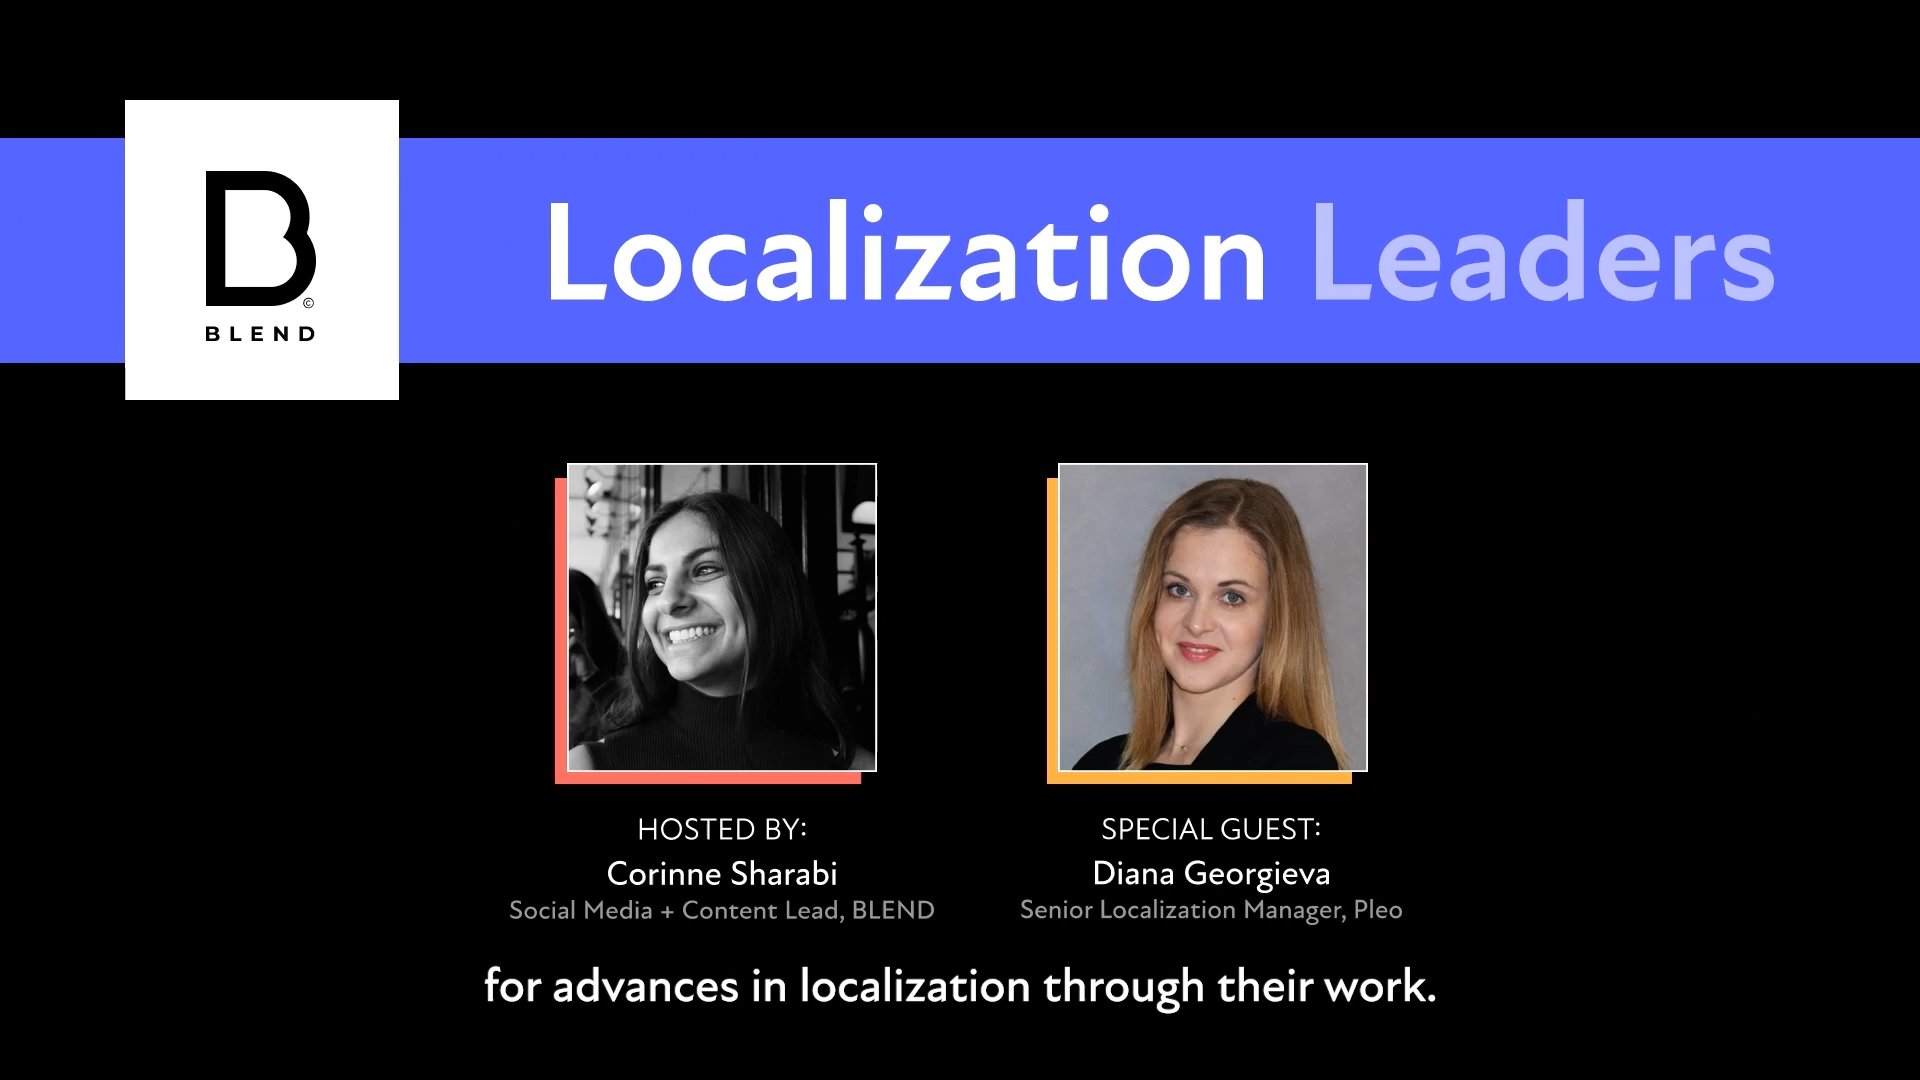 BLEND
Localization Leaders
HOSTED BY:
Corinne Sharabi
Social Media + Content Lead, BLEND
SPECIAL GUEST:
Diana Georgieva
Senior Localization Manager, Pleo
for advances in localization through their work.